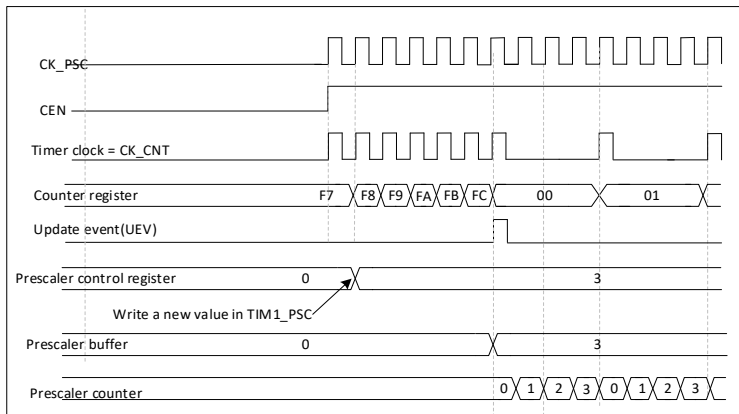 CK_PSC
CEN
Timer clock = CK_CNT
Counter register F7 F8 F9 FA FB FC 00 01
Update event(UEV)
Prescaler control register 0 3
Write a new value in TIM1_PSC
Prescaler buffer 0 3
Prescaler counter 0 1 2 3 0 1 2 3